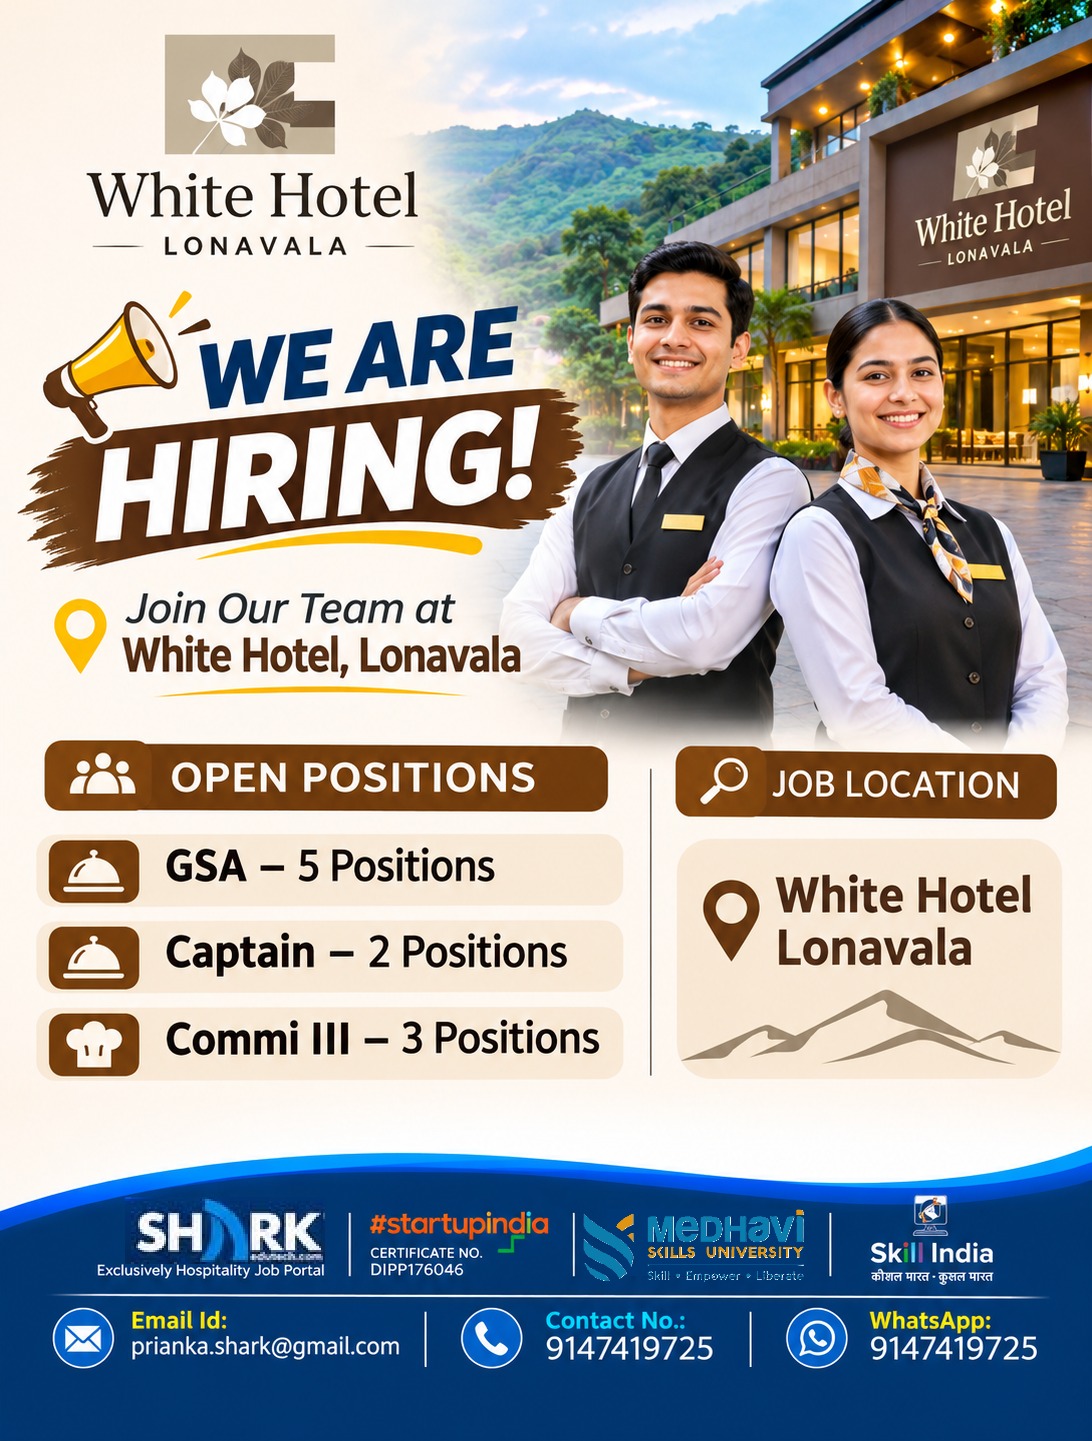 White Hotel
LONAVALA
White Hotel
LONAVALA
WE ARE
HIRING!
Join Our Team at
White Hotel, Lonavala
OPEN POSITIONS
GSA – 5 Positions
Captain – 2 Positions
Commi III – 3 Positions
JOB LOCATION
White Hotel
Lonavala
SHARK
edutech.com
Exclusively Hospitality Job Portal
#startupindia
CERTIFICATE NO.
DIPP176046
MEDHAVI
SKILLS UNIVERSITY
Skill • Empower • Liberate
Skill India
कौशल भारत - कुशल भारत
Email Id:
prianka.shark@gmail.com
Contact No.:
9147419725
WhatsApp:
9147419725